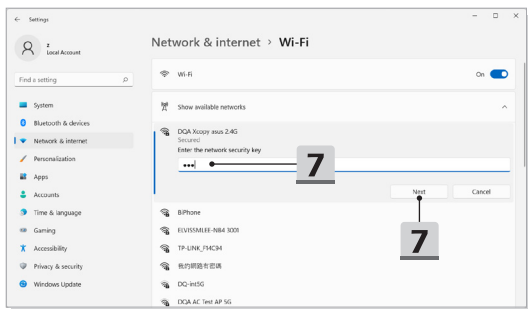 Settings
z
Local Account
Find a setting
System
Bluetooth & devices
Network & internet
Personalization
Apps
Accounts
Time & language
Gaming
Accessibility
Privacy & security
Windows Update
Network & internet > Wi-Fi
Wi-Fi
On
Show available networks
DQA Xcopy asus 2.4G
Secured
Enter the network security key
•••
7
Next Cancel
7
BiPhone
ELVISSMLEE-NB4 3001
TP-LINK_F14C94
我的網路有密碼
DQ-int5G
DQA AC Test AP 5G